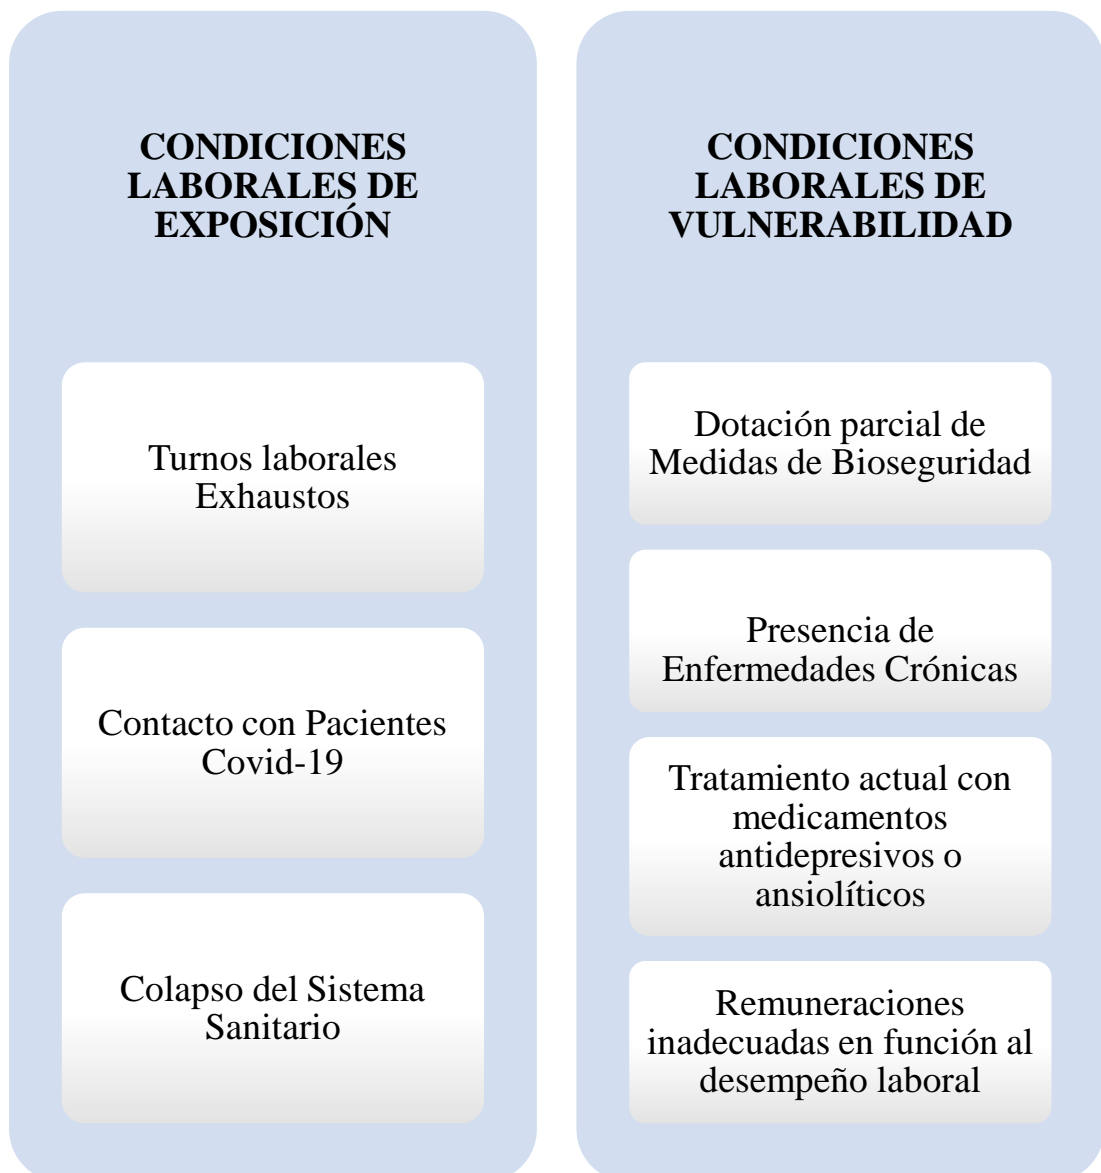 CONDICIONES
LABORALES DE
EXPOSICIÓN
Turnos laborales
Exhaustos
Contacto con Pacientes
Covid-19
Colapso del Sistema
Sanitario
CONDICIONES
LABORALES DE
VULNERABILIDAD
Dotación parcial de
Medidas de Bioseguridad
Presencia de
Enfermedades Crónicas
Tratamiento actual con
medicamentos
antidepresivos o
ansiolíticos
Remuneraciones
inadecuadas en función al
desempeño laboral